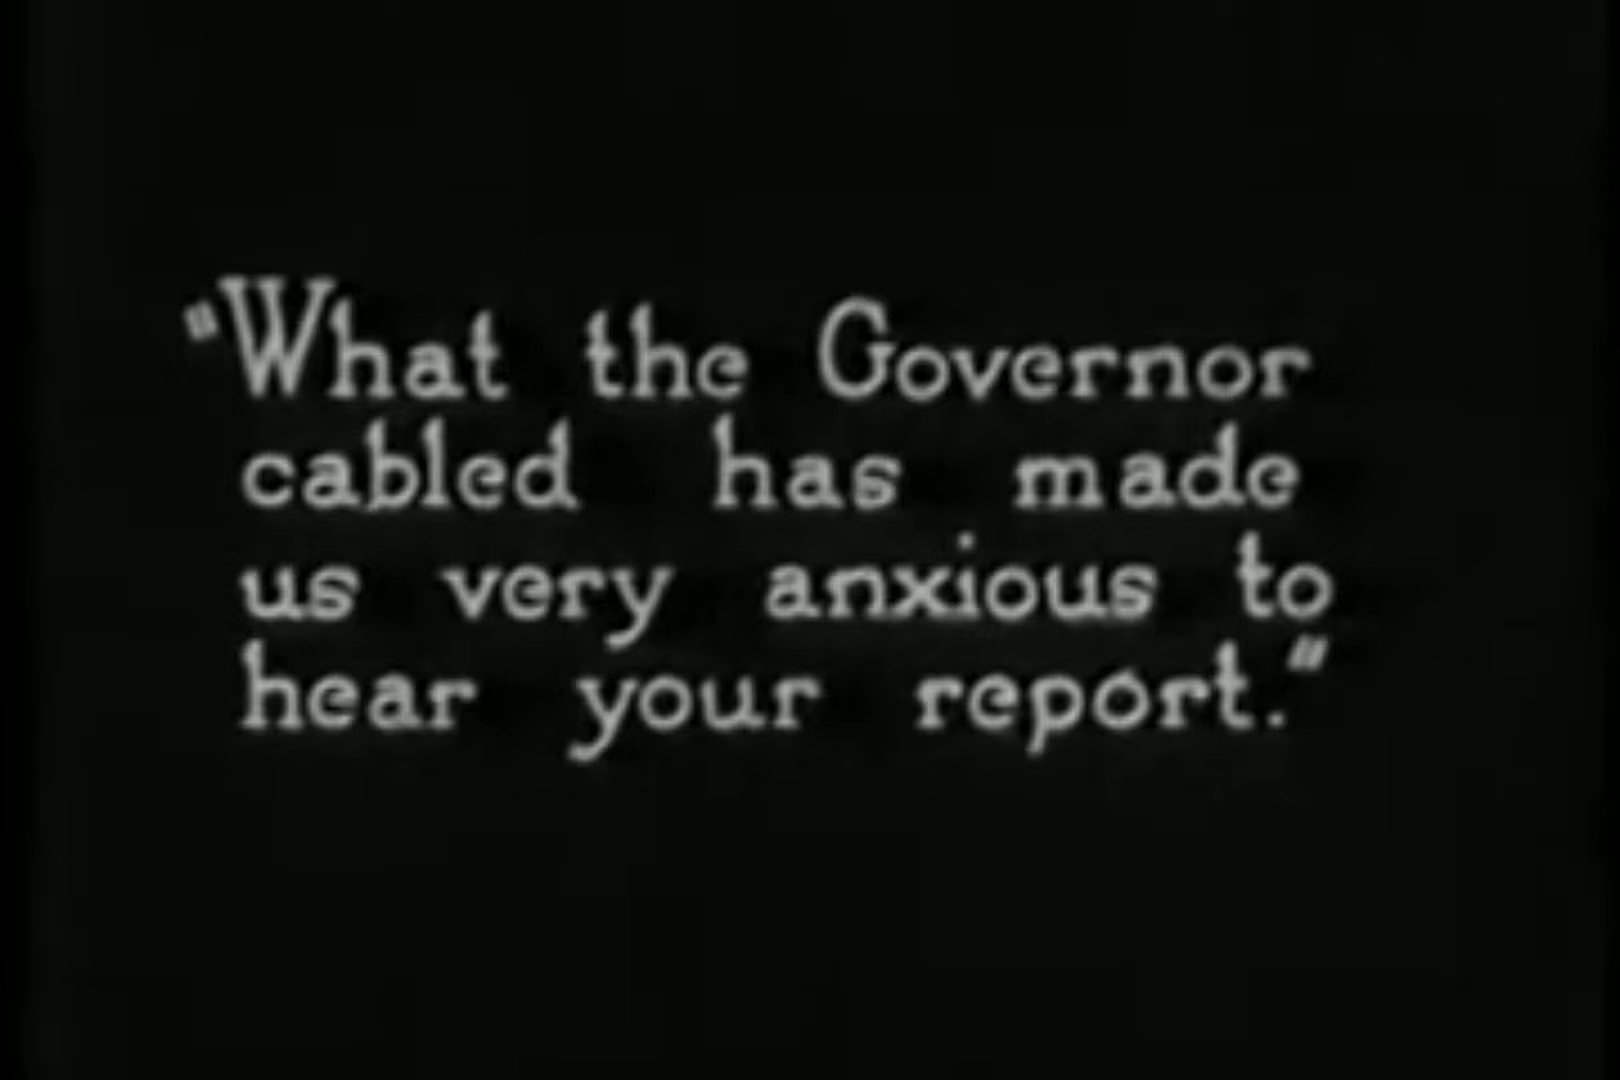 "What the Governor
cabled has made
us very anxious to
hear your report."